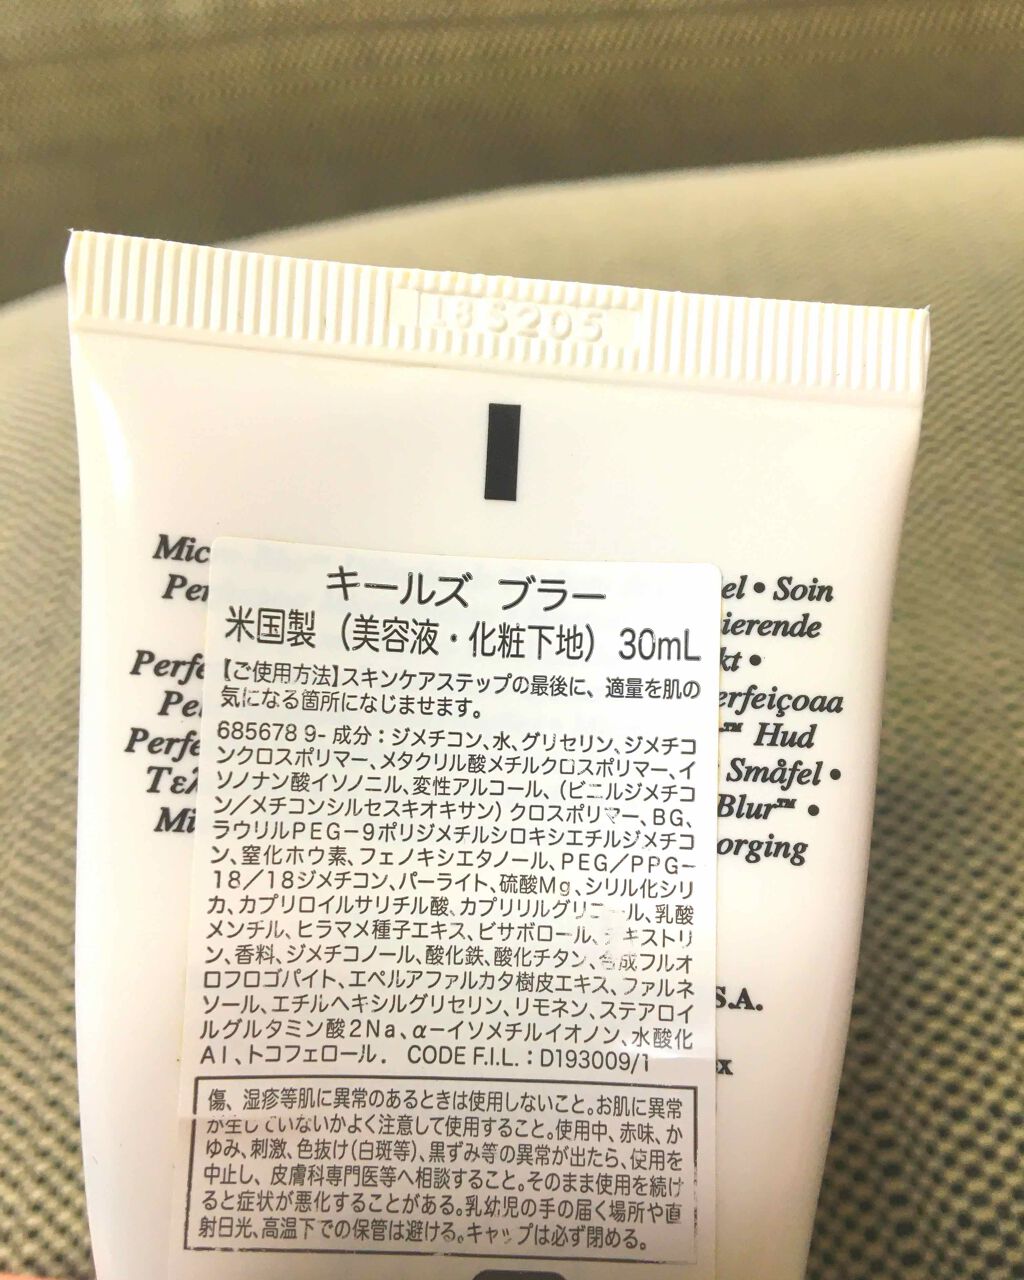 18S205
キールズ ブラー
米国製（美容液・化粧下地）30mL
【ご使用方法】スキンケアステップの最後に、適量を肌の
気になる箇所になじませます。
685678 9- 成分：ジメチコン、水、グリセリン、ジメチコ
ンクロスポリマー、メタクリル酸メチルクロスポリマー、イ
ソノナン酸イソノニル、変性アルコール、（ビニルジメチコ
ン／メチコンシルセスキオキサン）クロスポリマー、BG、
ラウリルPEG－9ポリジメチルシロキシエチルジメチコ
ン、窒化ホウ素、フェノキシエタノール、PEG／PPG－
18／18ジメチコン、パーライト、硫酸Mg、シリル化シリ
カ、カプリロイルサリチル酸、カプリリルグリコール、乳酸
メンチル、ヒラマメ種子エキス、ビサボロール、デキストリ
ン、香料、ジメチコノール、酸化鉄、酸化チタン、合成フルオ
ロフロゴパイト、エペルアファルカタ樹皮エキス、ファルネ
ソール、エチルヘキシルグリセリン、リモネン、ステアロイ
ルグルタミン酸2Na、α－イソメチルイオノン、水酸化
Al、トコフェロール． CODE F.I.L.：D193009/1
傷、湿疹等肌に異常のあるときは使用しないこと。お肌に異常
が生じていないかよく注意して使用すること。使用中、赤味、か
ゆみ、刺激、色抜け（白斑等）、黒ずみ等の異常が出たら、使用を
中止し、皮膚科専門医等へ相談すること。そのまま使用を続け
ると症状が悪化することがある。乳幼児の手の届く場所や直
射日光、高温下での保管は避ける。キャップは必ず閉める。
Mic
Per
Perfe
Pe
Perfe
Τελ
Mi
el • Soin
ierende
kt •
erfeiçoaa
™ Hud
Småfel •
Blur™ •
orging
S.A.